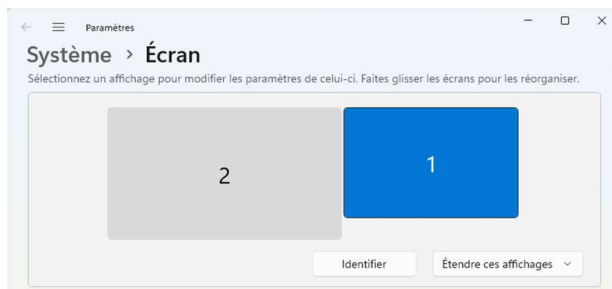 Paramètres
Système > Écran
Sélectionnez un affichage pour modifier les paramètres de celui-ci. Faites glisser les écrans pour les réorganiser.
2
1
Identifier
Étendre ces affichages